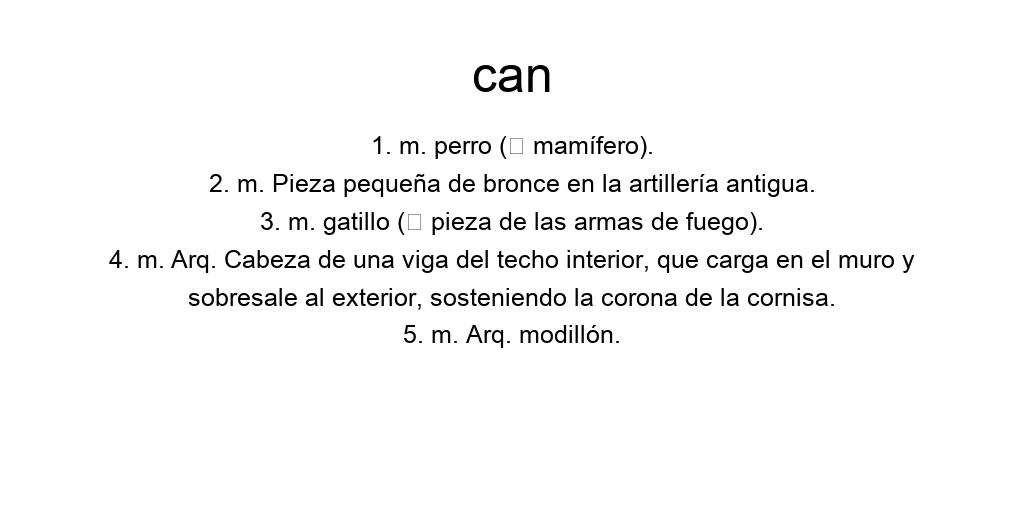 can
1. m. perro (▯ mamífero).
2. m. Pieza pequeña de bronce en la artillería antigua.
3. m. gatillo (▯ pieza de las armas de fuego).
4. m. Arq. Cabeza de una viga del techo interior, que carga en el muro y
sobresale al exterior, sosteniendo la corona de la cornisa.
5. m. Arq. modillón.